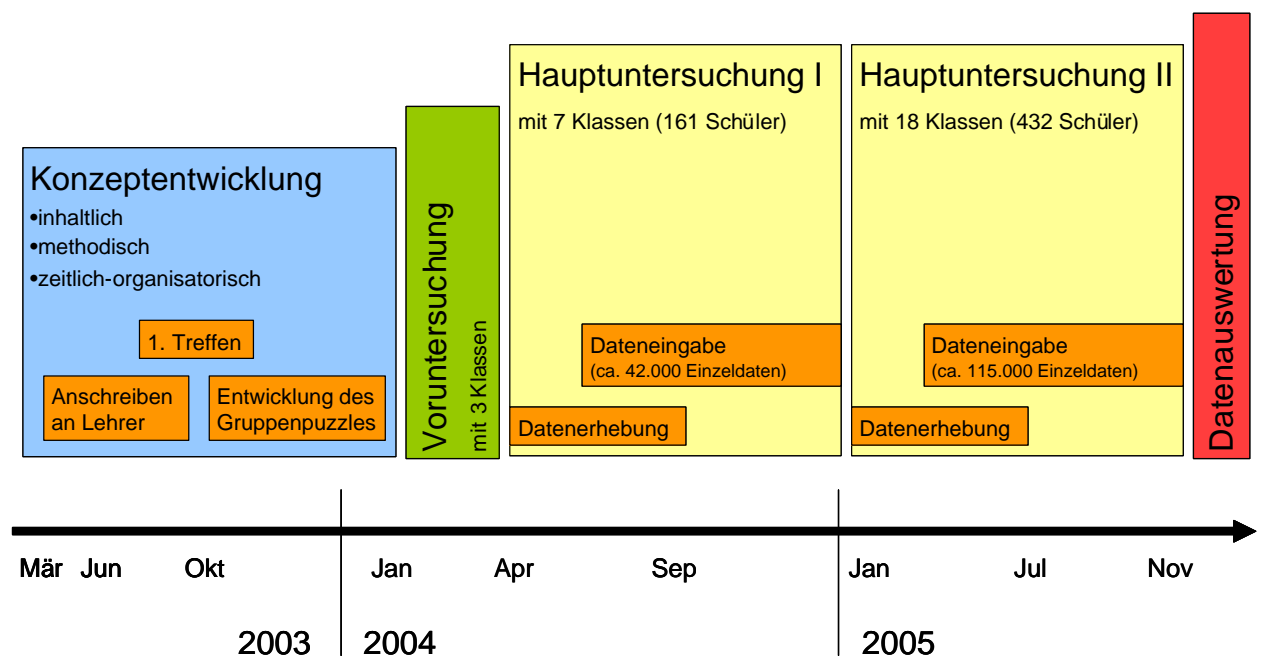 Konzeptentwicklung
•inhaltlich
•methodisch
•zeitlich-organisatorisch
1. Treffen
Anschreiben
an Lehrer
Entwicklung des
Gruppenpuzzles
Voruntersuchung
mit 3 Klassen
Hauptuntersuchung I
mit 7 Klassen (161 Schüler)
Dateneingabe
(ca. 42.000 Einzeldaten)
Datenerhebung
Hauptuntersuchung II
mit 18 Klassen (432 Schüler)
Dateneingabe
(ca. 115.000 Einzeldaten)
Datenerhebung
Datenauswertung
Mär Jun Okt Jan Apr Sep Jan Jul Nov
2003 2004 2005